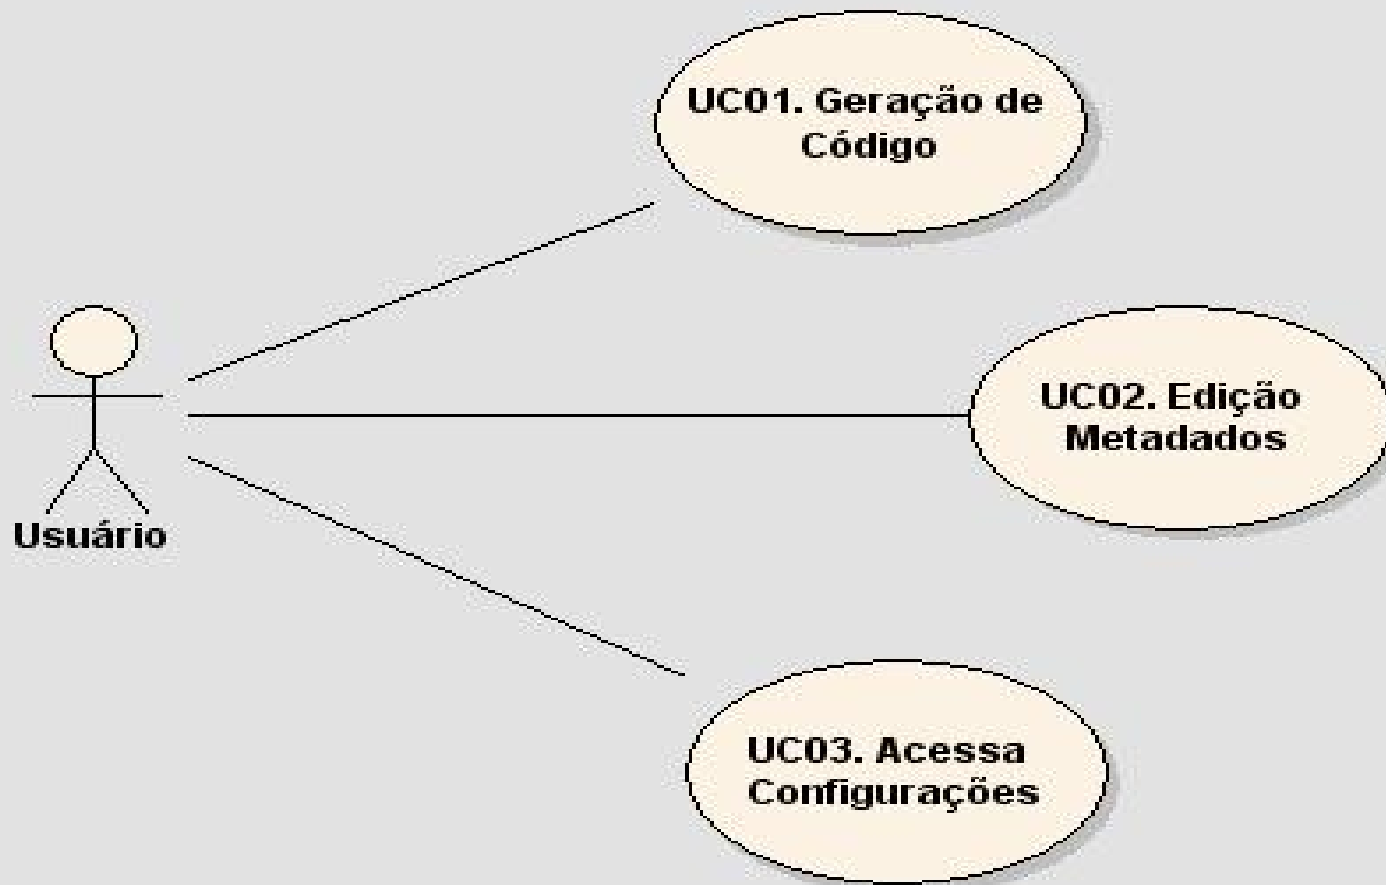 UC01. Geração de
Código
UC02. Edição
Metadados
Usuário
UC03. Acessa
Configurações